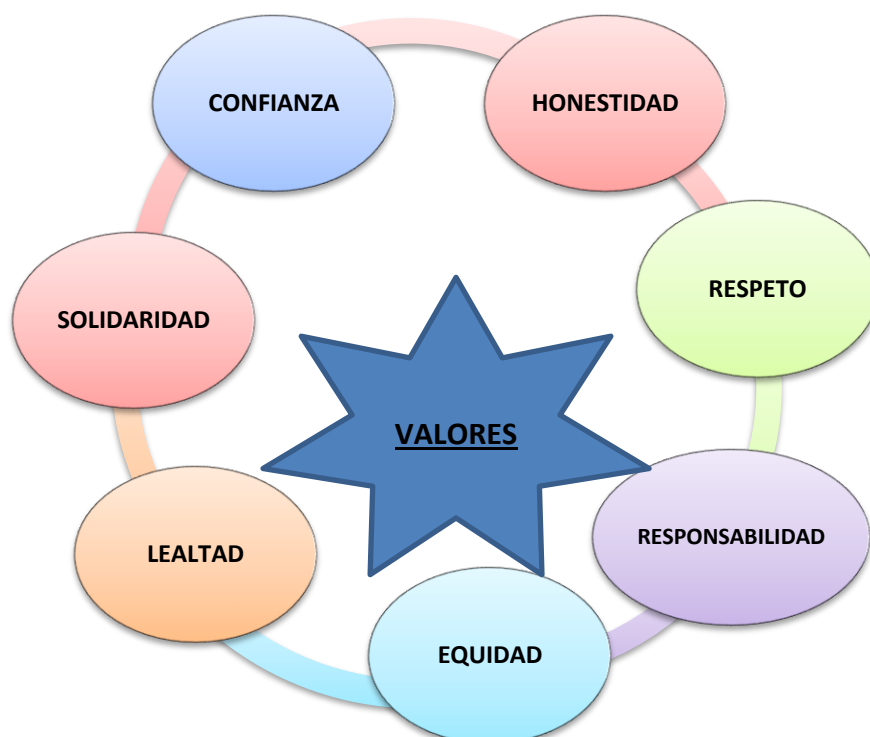 CONFIANZA
HONESTIDAD
RESPETO
SOLIDARIDAD
VALORES
RESPONSABILIDAD
LEALTAD
EQUIDAD